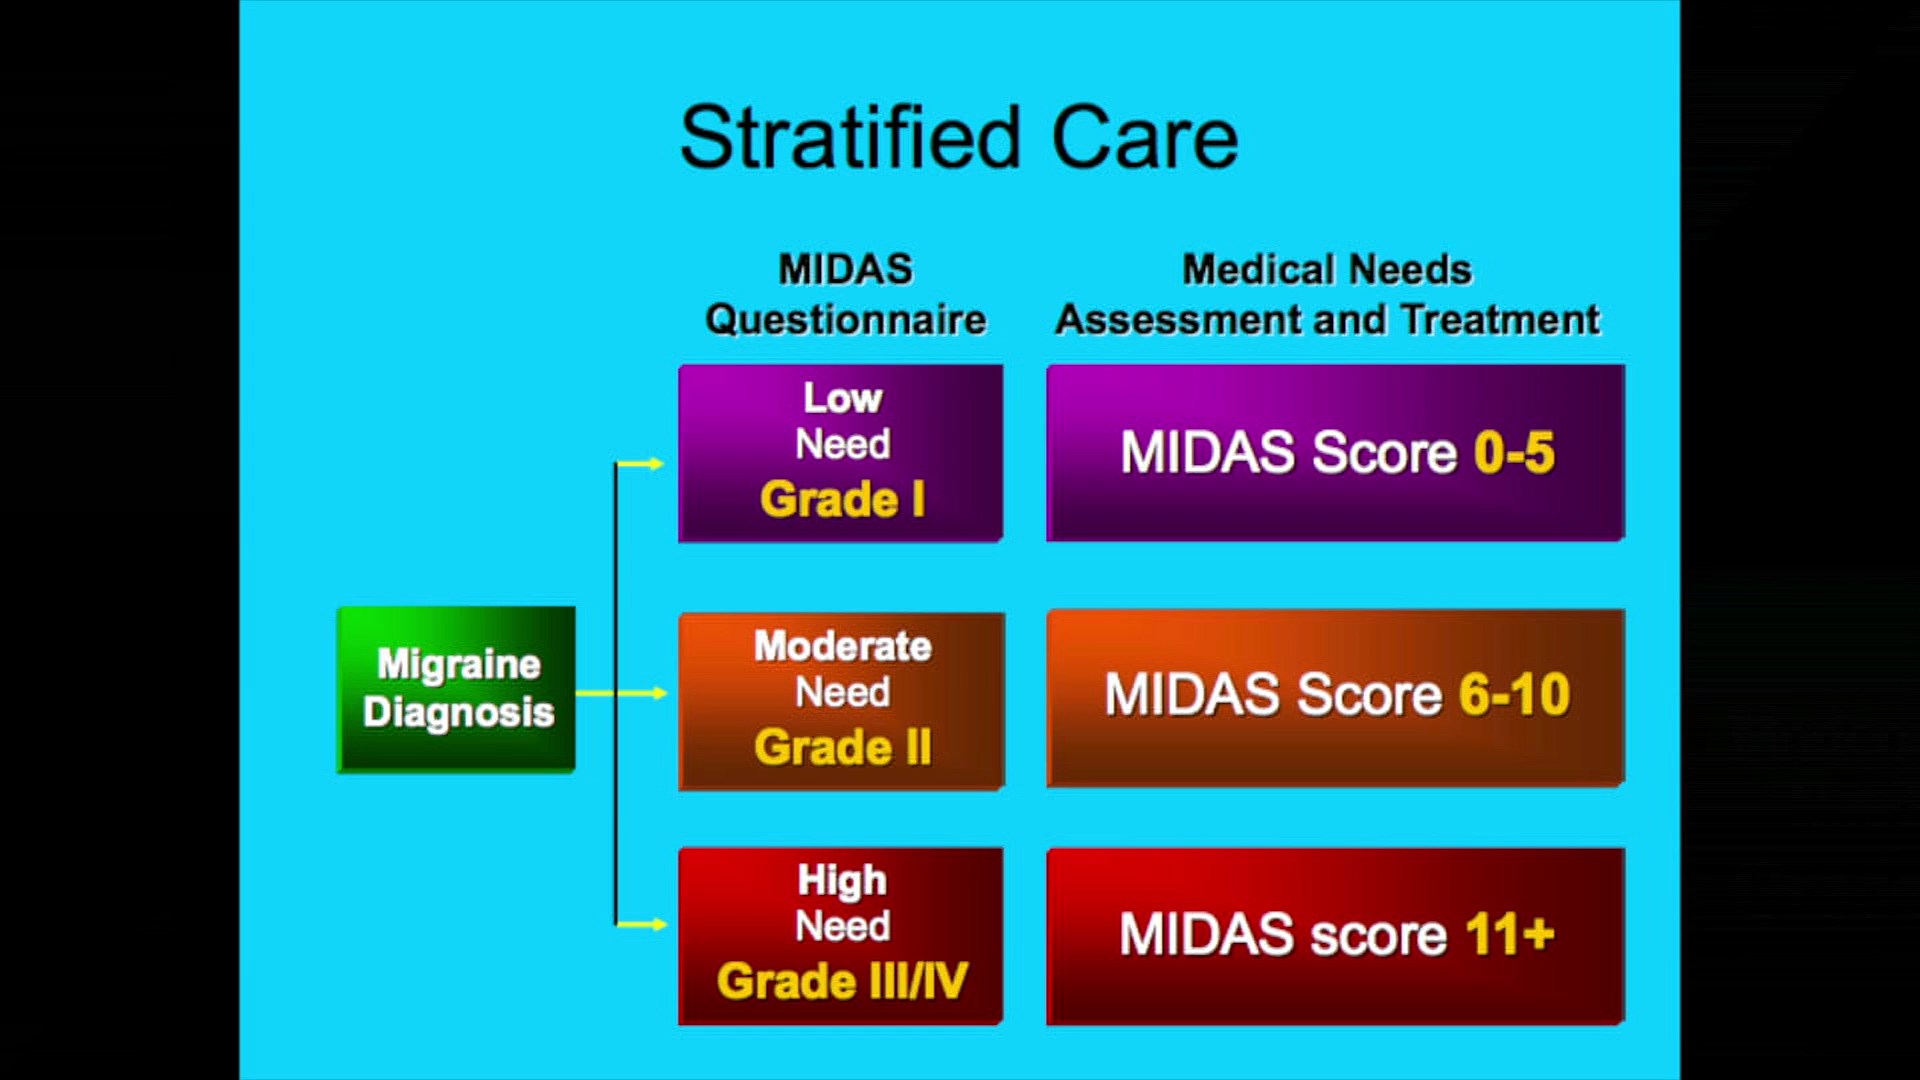 Stratified Care
MIDAS
Questionnaire
Medical Needs
Assessment and Treatment
Migraine
Diagnosis
Low
Need
Grade I
MIDAS Score 0-5
Moderate
Need
Grade II
MIDAS Score 6-10
High
Need
Grade III/IV
MIDAS score 11+